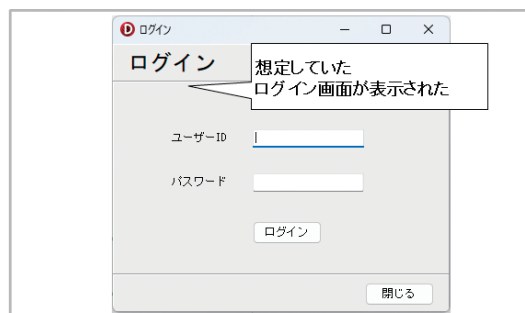 D ログイン
ログイン
想定していた
ログイン画面が表示された
ユーザーID
パスワード
ログイン
閉じる